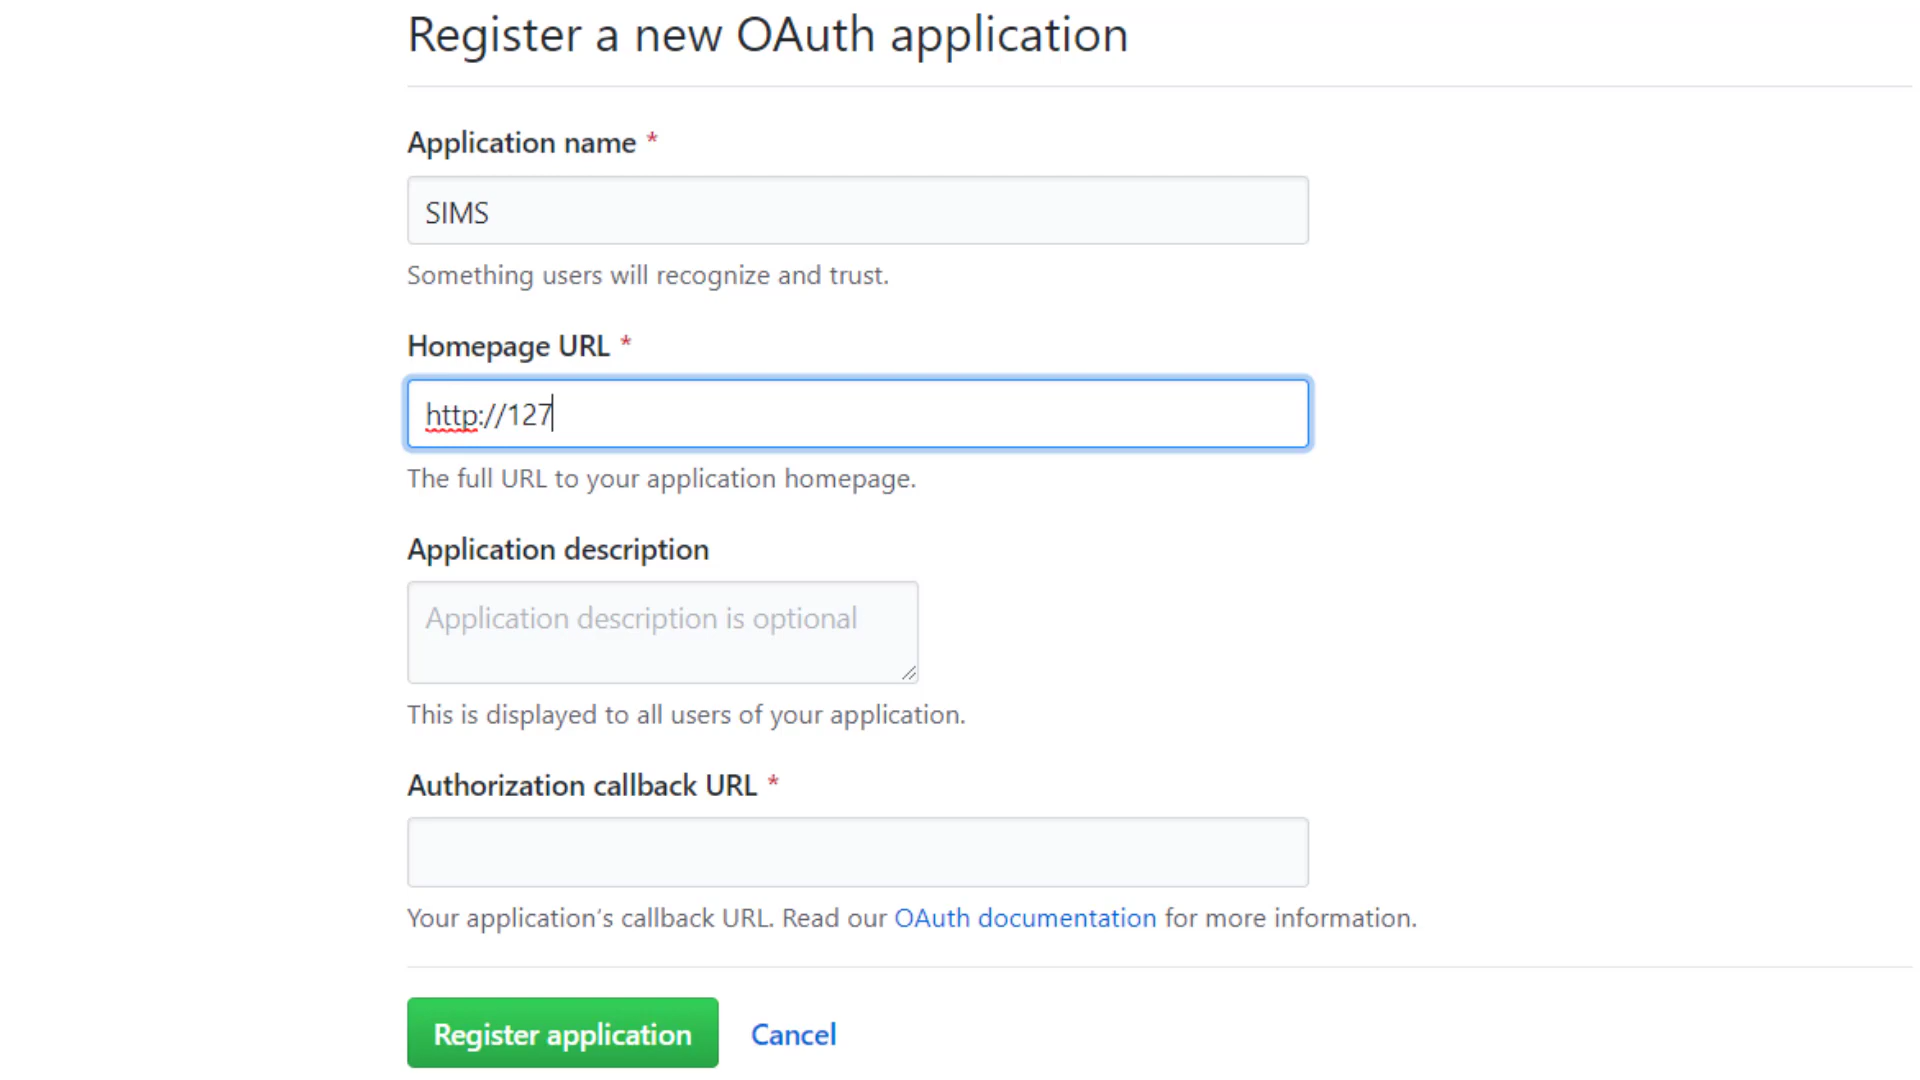 Register a new OAuth application
Application name *
SIMS
Something users will recognize and trust.
Homepage URL *
http://127
The full URL to your application homepage.
Application description
Application description is optional
This is displayed to all users of your application.
Authorization callback URL *
Your application's callback URL. Read our OAuth documentation for more information.
Register application Cancel